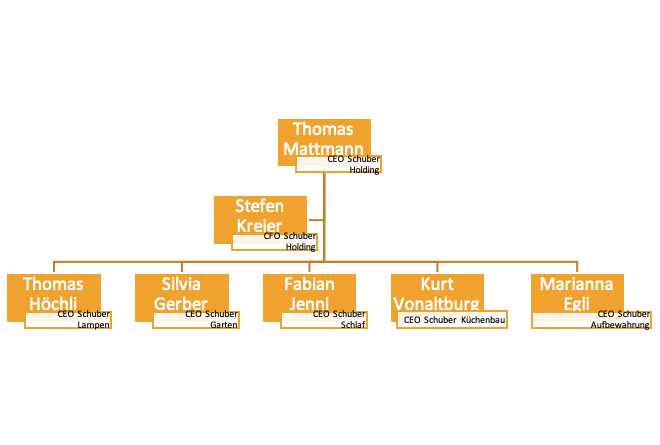 Thomas
Mattmann
CEO Schuber
Holding
Stefen
Kreier
CFO Schuber
Holding
Thomas
Höchli
CEO Schuber
Lampen
Silvia
Gerber
CEO Schuber
Garten
Fabian
Jenni
CEO Schuber
Schlaf
Kurt
Vonaltburg
CEO Schuber Küchenbau
Marianna
Egli
CEO Schuber
Aufbewahrung